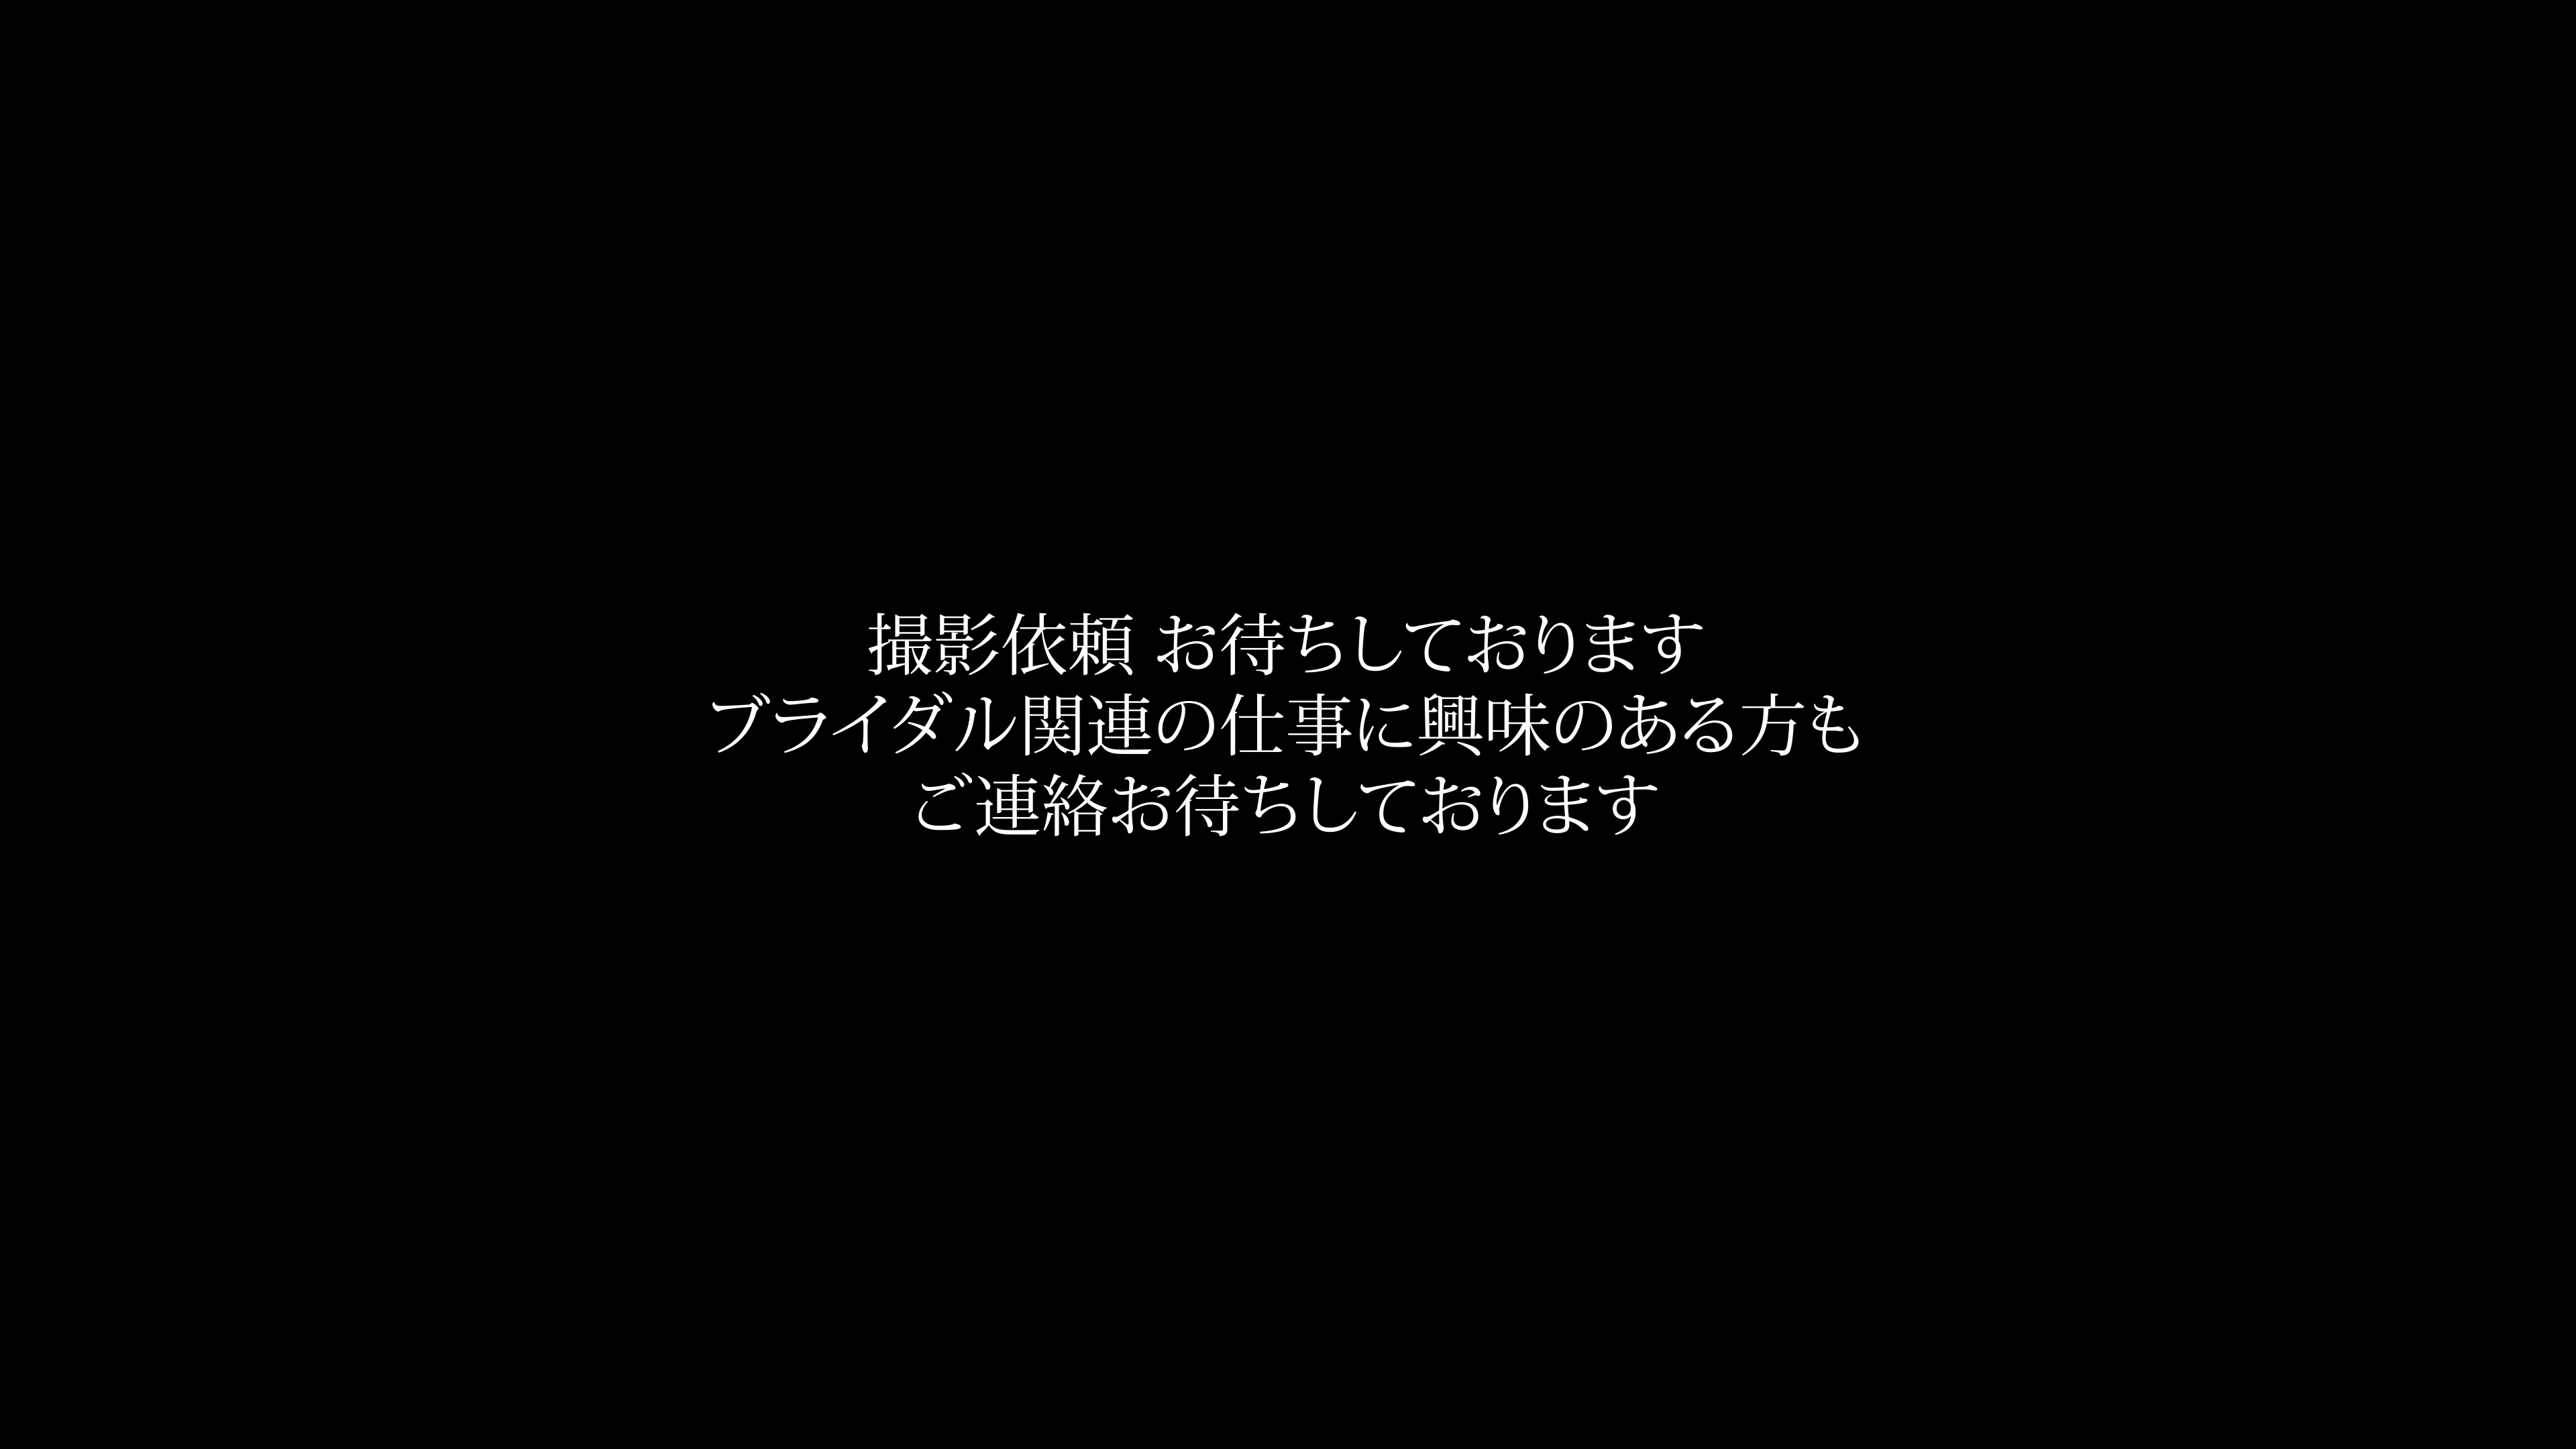 撮影依頼 お待ちしております
ブライダル関連の仕事に興味のある方も
ご連絡お待ちしております